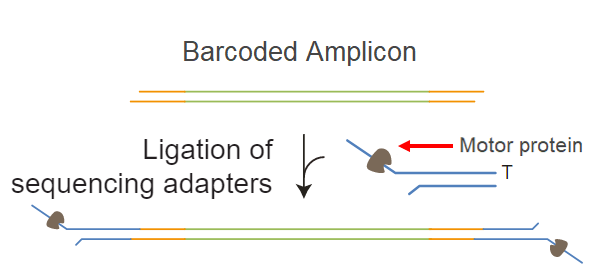 Barcoded Amplicon
Ligation of
sequencing adapters
Motor protein
T